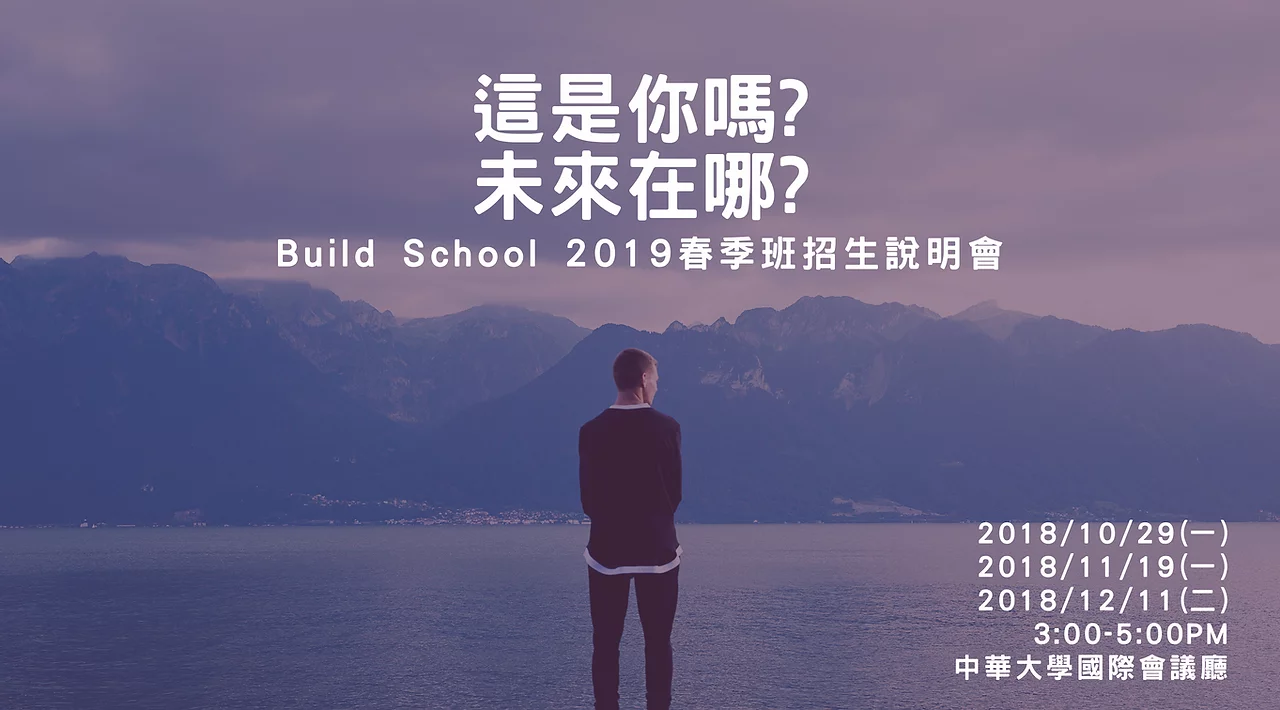 這是你嗎?
未來在哪?
Build School 2019春季班招生說明會
2018/10/29(一)
2018/11/19(一)
2018/12/11(二)
3:00-5:00PM
中華大學國際會議廳